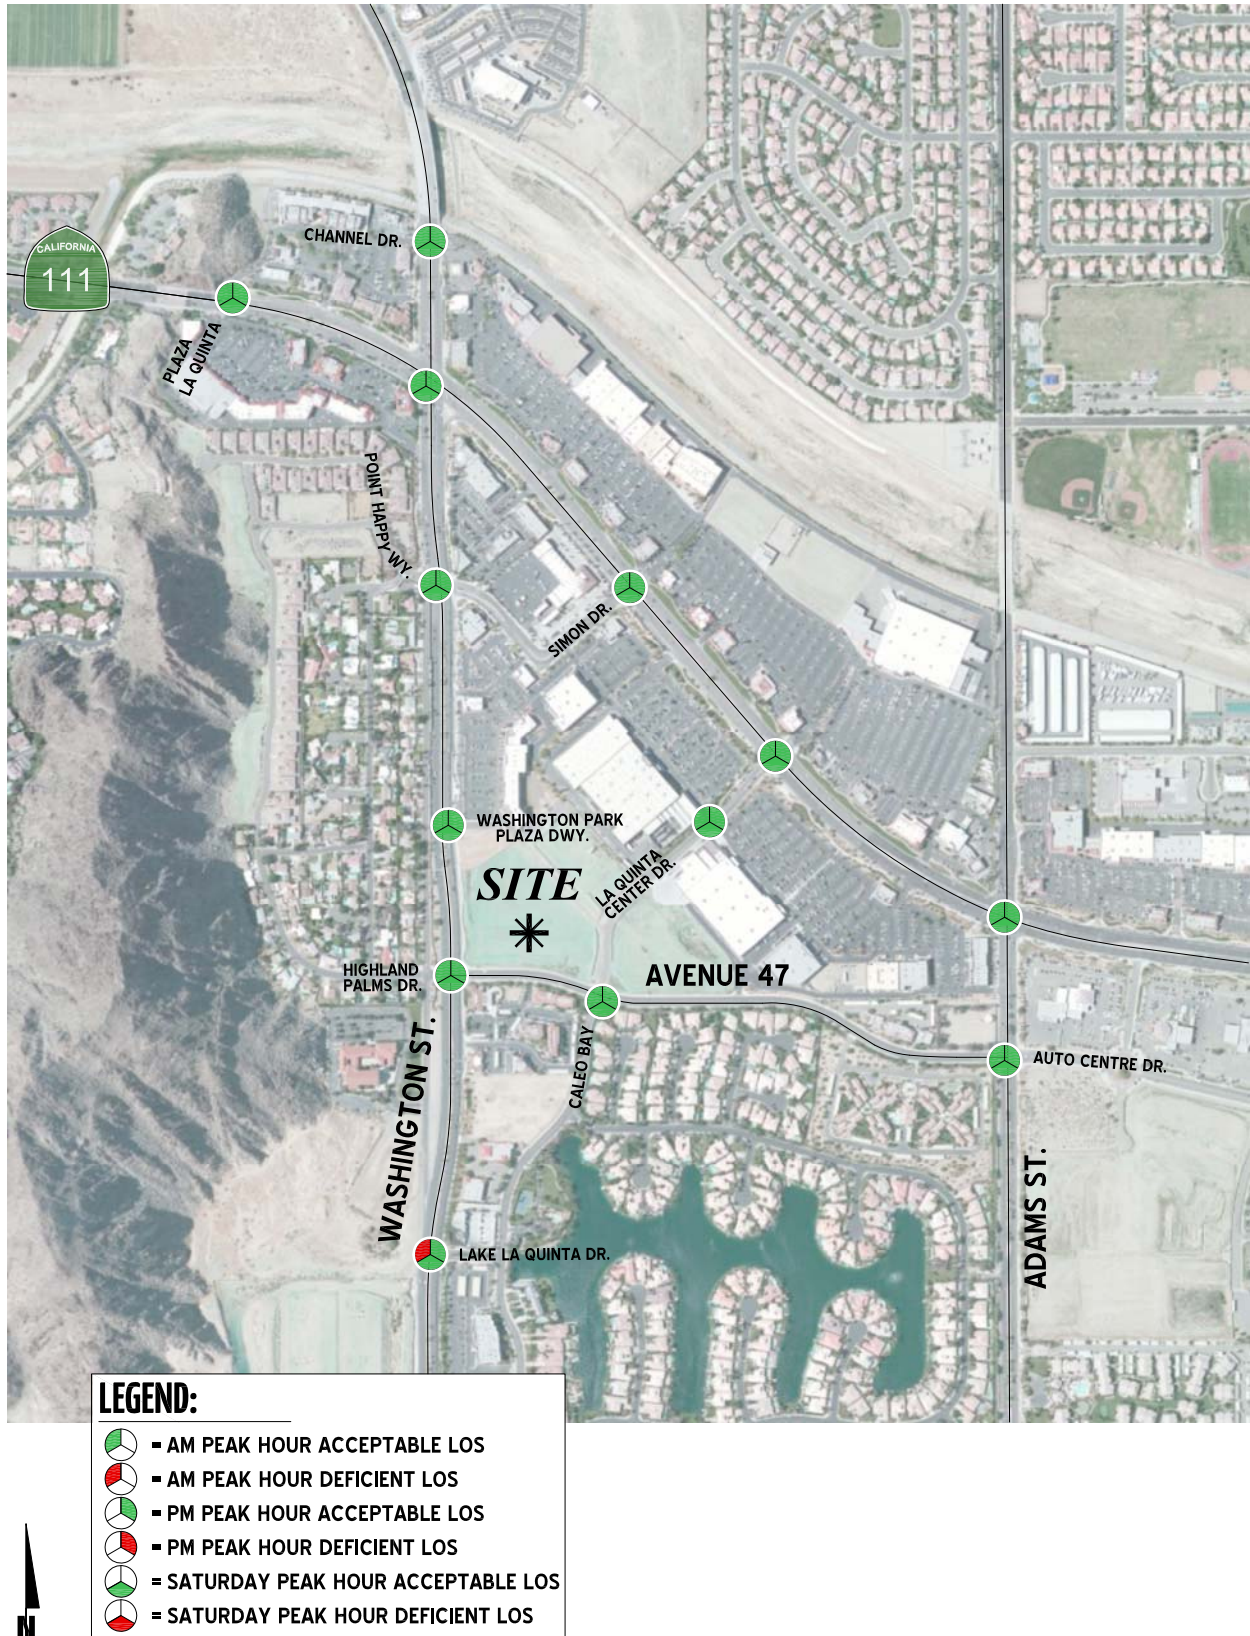 CHANNEL DR.
CALIFORNIA
111
PLAZA
LA QUINTA
POINT HAPPY WY.
SIMON DR.
WASHINGTON PARK
PLAZA DWY.
SITE
LA QUINTA
CENTER DR.
HIGHLAND
PALMS DR.
AVENUE 47
WASHINGTON ST.
CALEO BAY
AUTO CENTRE DR.
ADAMS ST.
LAKE LA QUINTA DR.
LEGEND:
= AM PEAK HOUR ACCEPTABLE LOS
= AM PEAK HOUR DEFICIENT LOS
= PM PEAK HOUR ACCEPTABLE LOS
= PM PEAK HOUR DEFICIENT LOS
= SATURDAY PEAK HOUR ACCEPTABLE LOS
= SATURDAY PEAK HOUR DEFICIENT LOS
N